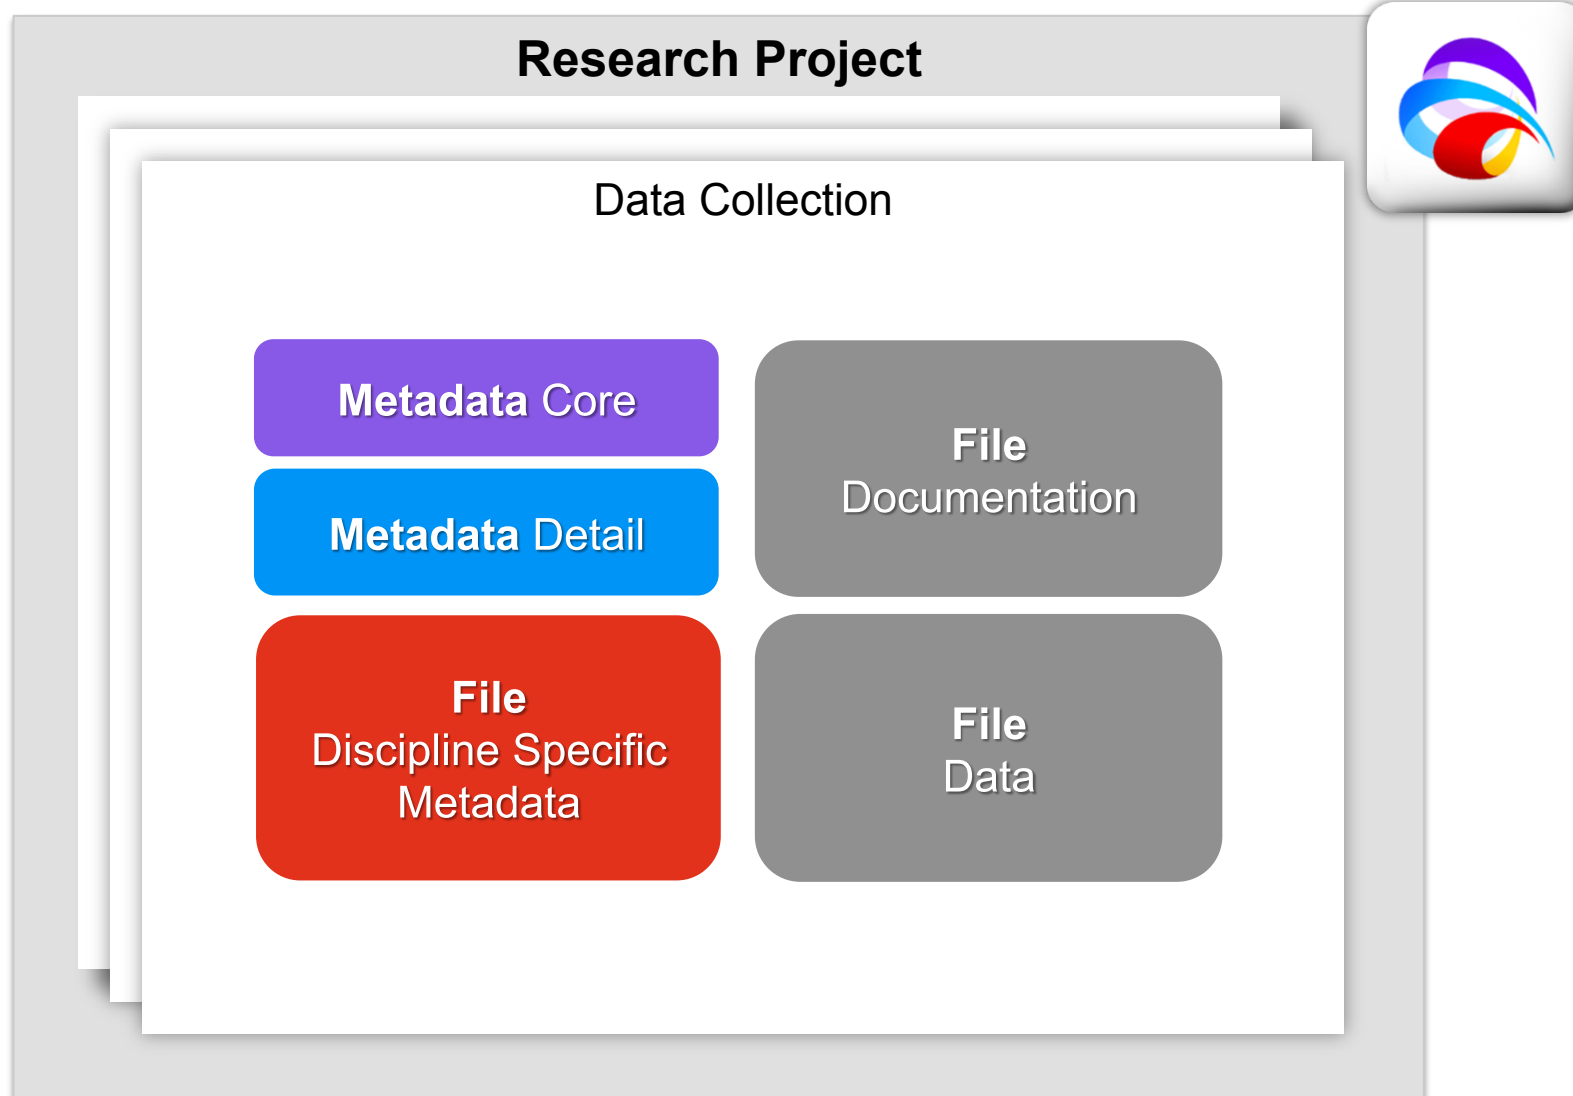 Research Project
Data Collection
Metadata Core
Metadata Detail
File
Discipline Specific
Metadata
File
Documentation
File
Data